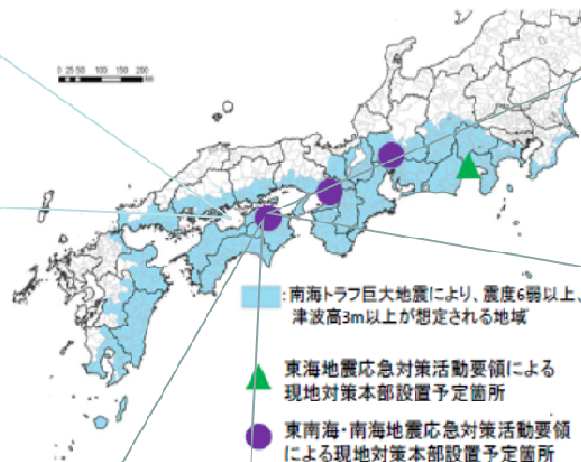 0 25 50 100 150 200
南海トラフ巨大地震により、震度6弱以上、
津波高3m以上が想定される地域
東海地震応急対策活動要領による
現地対策本部設置予定箇所
東南海・南海地震応急対策活動要領
による現地対策本部設置予定箇所